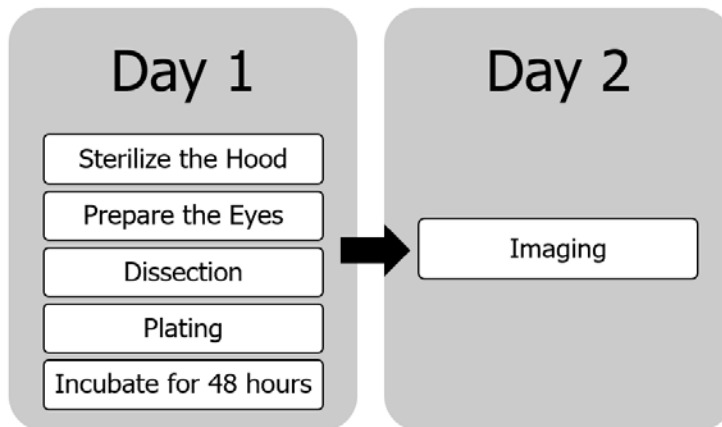 Day 1
Sterilize the Hood
Prepare the Eyes
Dissection
Plating
Incubate for 48 hours
Day 2
Imaging